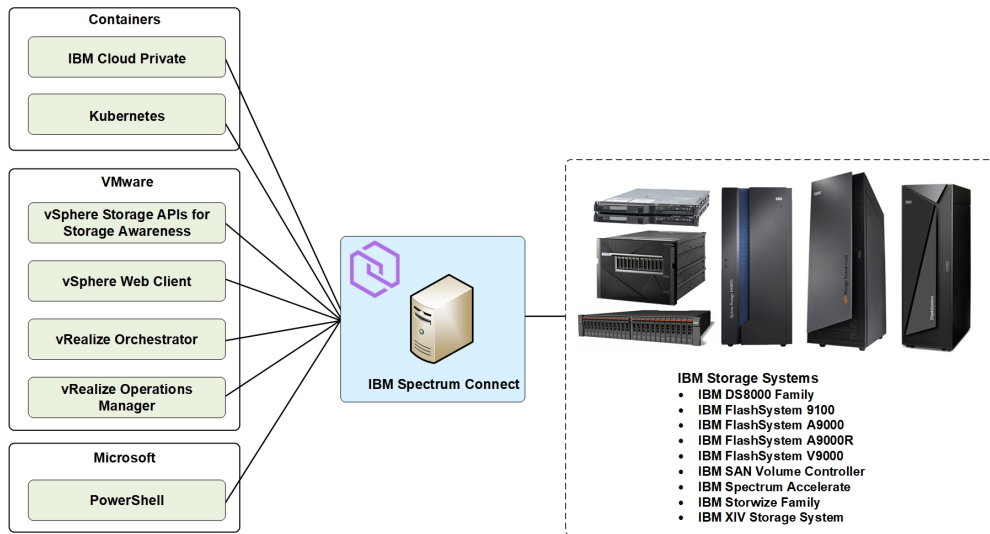 Containers
IBM Cloud Private
Kubernetes
VMware
vSphere Storage APIs for
Storage Awareness
vSphere Web Client
vRealize Orchestrator
vRealize Operations
Manager
Microsoft
PowerShell
IBM Spectrum Connect
IBM Storage Systems
• IBM DS8000 Family
• IBM FlashSystem 9100
• IBM FlashSystem A9000
• IBM FlashSystem A9000R
• IBM FlashSystem V9000
• IBM SAN Volume Controller
• IBM Spectrum Accelerate
• IBM Storwize Family
• IBM XIV Storage System